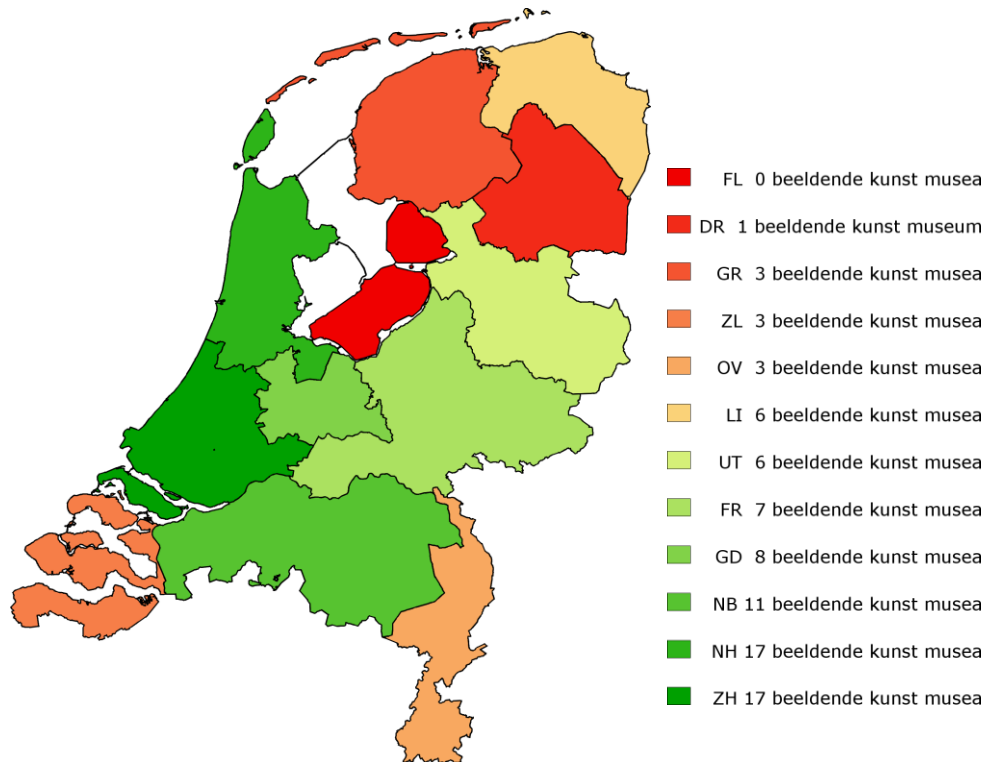 FL 0 beeldende kunst musea
DR 1 beeldende kunst museum
GR 3 beeldende kunst musea
ZL 3 beeldende kunst musea
OV 3 beeldende kunst musea
LI 6 beeldende kunst musea
UT 6 beeldende kunst musea
FR 7 beeldende kunst musea
GD 8 beeldende kunst musea
NB 11 beeldende kunst musea
NH 17 beeldende kunst musea
ZH 17 beeldende kunst musea